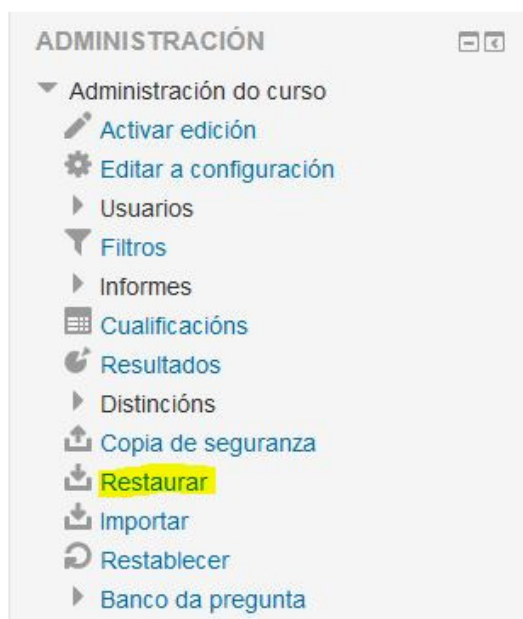 ADMINISTRACIÓN
Administración do curso
Activar edición
Editar a configuración
Usuarios
Filtros
Informes
Cualificacións
Resultados
Distincións
Copia de seguranza
Restaurar
Importar
Restablecer
Banco da pregunta